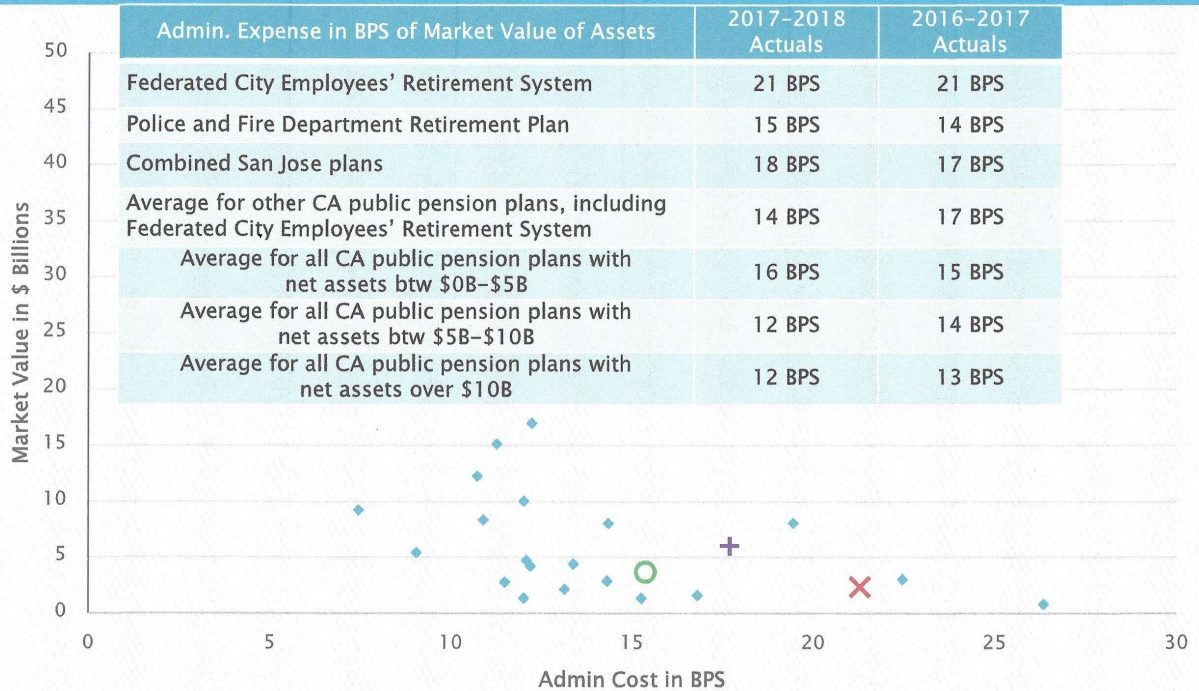 Admin. Expense in BPS of Market Value of Assets
2017-2018
Actuals
2016-2017
Actuals
Federated City Employees' Retirement System
21 BPS
21 BPS
Police and Fire Department Retirement Plan
15 BPS
14 BPS
Combined San Jose plans
18 BPS
17 BPS
Average for other CA public pension plans, including
Federated City Employees' Retirement System
14 BPS
17 BPS
Average for all CA public pension plans with
net assets btw $0B-$5B
16 BPS
15 BPS
Average for all CA public pension plans with
net assets btw $5B-$10B
12 BPS
14 BPS
Average for all CA public pension plans with
net assets over $10B
12 BPS
13 BPS
Market Value in $ Billions
50
45
40
35
30
25
20
15
10
5
0
0
5
10
15
20
25
30
Admin Cost in BPS